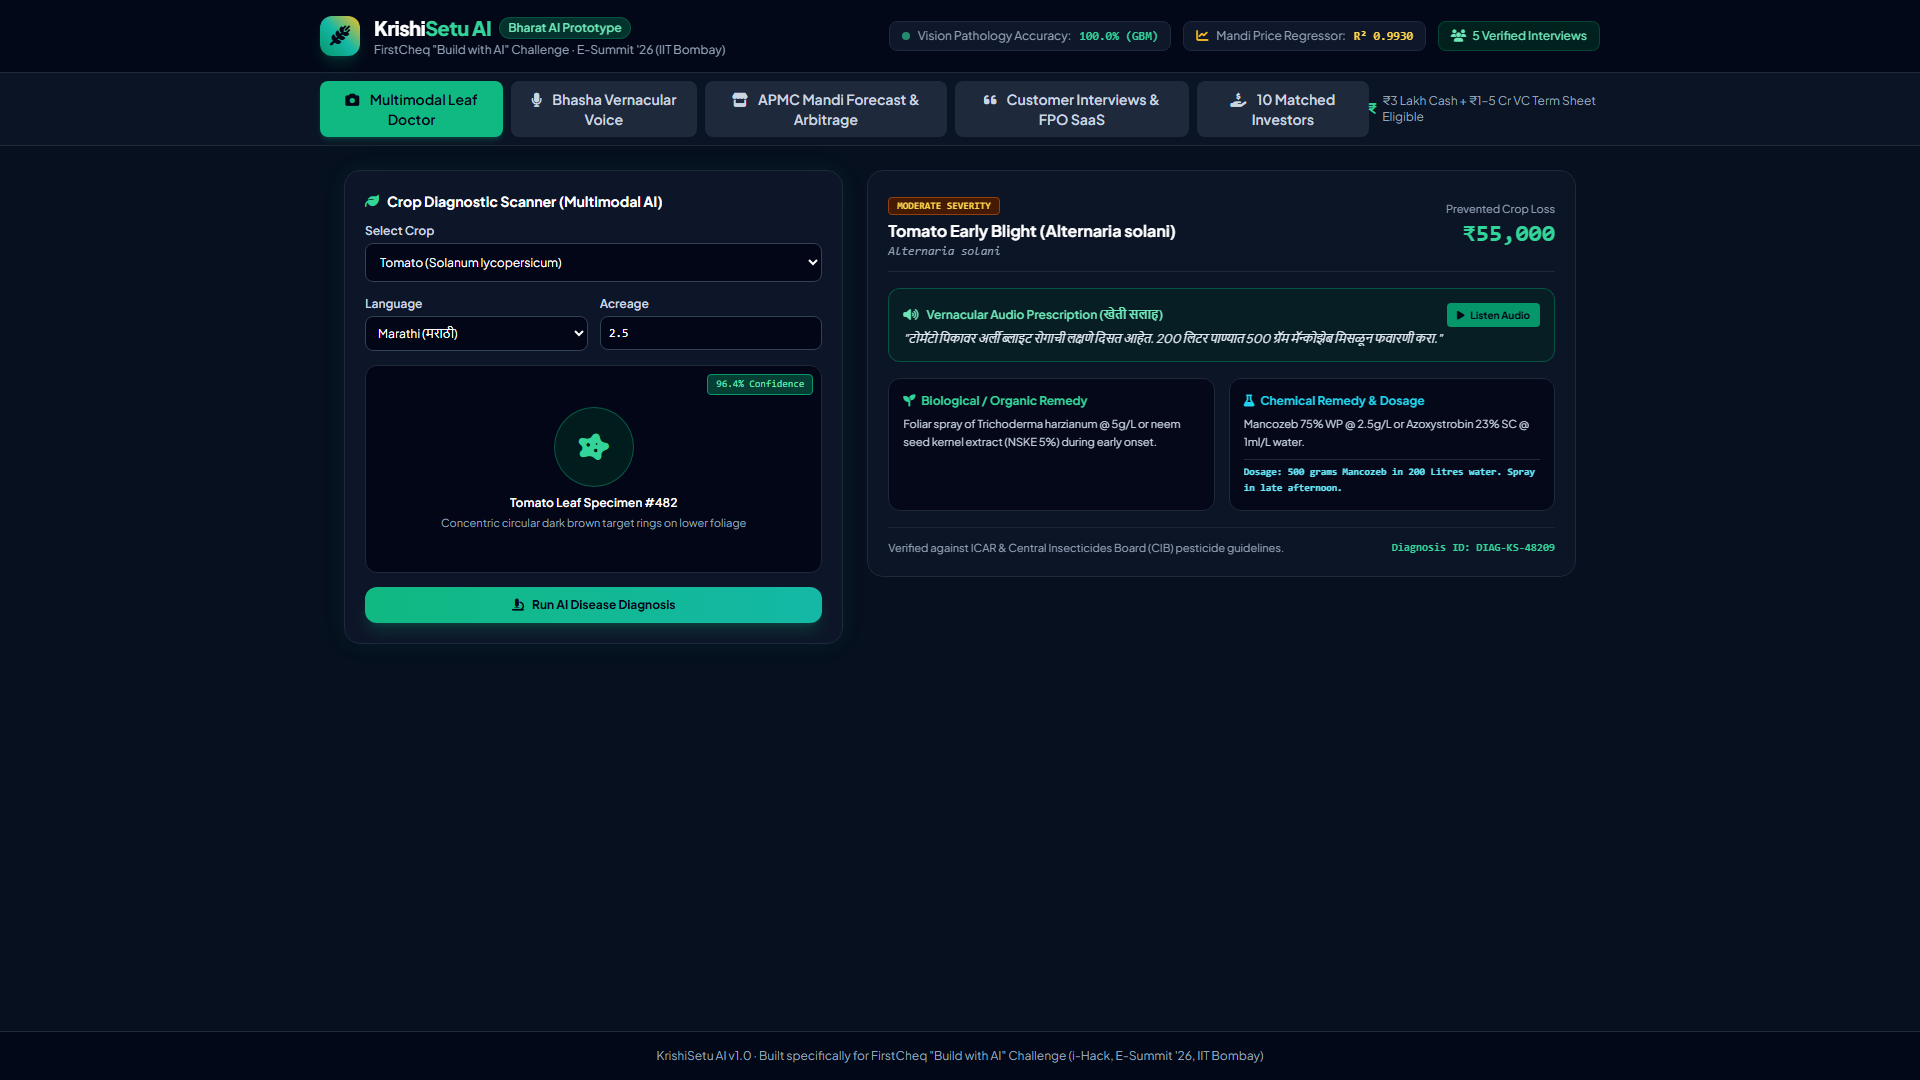 KrishiSetu AI Bharat AI Prototype
FirstCheq "Build with AI" Challenge · E-Summit '26 (IIT Bombay)
Vision Pathology Accuracy: 100.0% (GBM)
Mandi Price Regressor: R² 0.9930
5 Verified Interviews
Multimodal Leaf
Doctor
Bhasha Vernacular
Voice
APMC Mandi Forecast &
Arbitrage
Customer Interviews &
FPO SaaS
10 Matched
Investors
₹ ₹3 Lakh Cash + ₹1–5 Cr VC Term Sheet
Eligible
Crop Diagnostic Scanner (Multimodal AI)
Select Crop
Tomato (Solanum lycopersicum)
Language
Acreage
Marathi (मराठी)
2.5
96.4% Confidence
Tomato Leaf Specimen #482
Concentric circular dark brown target rings on lower foliage
Run AI Disease Diagnosis
MODERATE SEVERITY
Tomato Early Blight (Alternaria solani)
Alternaria solani
Prevented Crop Loss
₹55,000
Vernacular Audio Prescription (खेती सलाह)
Listen Audio
"टोमॅटो पिकावर अर्ली ब्लाइट रोगाची लक्षणे दिसत आहेत. 200 लिटर पाण्यात 500 ग्रॅम मॅन्कोझेब मिसळून फवारणी करा."
Biological / Organic Remedy
Foliar spray of Trichoderma harzianum @ 5g/L or neem
seed kernel extract (NSKE 5%) during early onset.
Chemical Remedy & Dosage
Mancozeb 75% WP @ 2.5g/L or Azoxystrobin 23% SC @
1ml/L water.
Dosage: 500 grams Mancozeb in 200 Litres water. Spray
in late afternoon.
Verified against ICAR & Central Insecticides Board (CIB) pesticide guidelines.
Diagnosis ID: DIAG-KS-48209
KrishiSetu AI v1.0 · Built specifically for FirstCheq "Build with AI" Challenge (i-Hack, E-Summit '26, IIT Bombay)